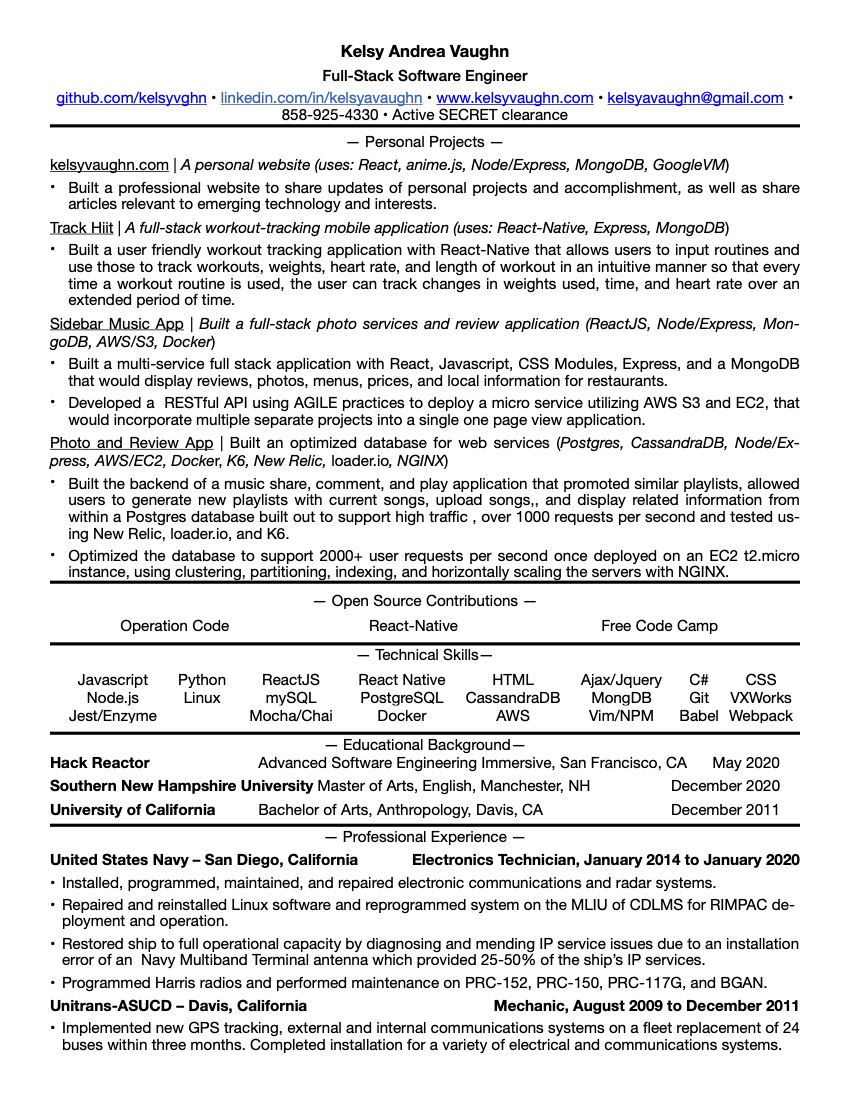 Kelsy Andrea Vaughn
Full-Stack Software Engineer
github.com/kelsyvghn • linkedin.com/in/kelsyavaughn • www.kelsyvaughn.com • kelsyavaughn@gmail.com •
858-925-4330 • Active SECRET clearance
— Personal Projects —
kelsyvaughn.com | A personal website (uses: React, anime.js, Node/Express, MongoDB, GoogleVM)
• Built a professional website to share updates of personal projects and accomplishment, as well as share
articles relevant to emerging technology and interests.
Track Hiit | A full-stack workout-tracking mobile application (uses: React-Native, Express, MongoDB)
• Built a user friendly workout tracking application with React-Native that allows users to input routines and
use those to track workouts, weights, heart rate, and length of workout in an intuitive manner so that every
time a workout routine is used, the user can track changes in weights used, time, and heart rate over an
extended period of time.
Sidebar Music App | Built a full-stack photo services and review application (ReactJS, Node/Express, Mon-
goDB, AWS/S3, Docker)
• Built a multi-service full stack application with React, Javascript, CSS Modules, Express, and a MongoDB
that would display reviews, photos, menus, prices, and local information for restaurants.
• Developed a  RESTful API using AGILE practices to deploy a micro service utilizing AWS S3 and EC2, that
would incorporate multiple separate projects into a single one page view application.
Photo and Review App | Built an optimized database for web services (Postgres, CassandraDB, Node/Ex-
press, AWS/EC2, Docker, K6, New Relic, loader.io, NGINX)
• Built the backend of a music share, comment, and play application that promoted similar playlists, allowed
users to generate new playlists with current songs, upload songs,, and display related information from
within a Postgres database built out to support high traffic , over 1000 requests per second and tested us-
ing New Relic, loader.io, and K6.
• Optimized the database to support 2000+ user requests per second once deployed on an EC2 t2.micro
instance, using clustering, partitioning, indexing, and horizontally scaling the servers with NGINX.
— Open Source Contributions —
Operation Code React-Native Free Code Camp
— Technical Skills—
Javascript Python ReactJS React Native HTML Ajax/Jquery C# CSS
Node.js Linux mySQL PostgreSQL CassandraDB MongDB Git VXWorks
Jest/Enzyme Mocha/Chai Docker AWS Vim/NPM Babel Webpack
— Educational Background—
Hack Reactor Advanced Software Engineering Immersive, San Francisco, CA May 2020
Southern New Hampshire University Master of Arts, English, Manchester, NH December 2020
University of California Bachelor of Arts, Anthropology, Davis, CA December 2011
— Professional Experience —
United States Navy – San Diego, California Electronics Technician, January 2014 to January 2020
• Installed, programmed, maintained, and repaired electronic communications and radar systems.
• Repaired and reinstalled Linux software and reprogrammed system on the MLIU of CDLMS for RIMPAC de-
ployment and operation.
• Restored ship to full operational capacity by diagnosing and mending IP service issues due to an installation
error of an  Navy Multiband Terminal antenna which provided 25-50% of the ship's IP services.
• Programmed Harris radios and performed maintenance on PRC-152, PRC-150, PRC-117G, and BGAN.
Unitrans-ASUCD – Davis, California Mechanic, August 2009 to December 2011
• Implemented new GPS tracking, external and internal communications systems on a fleet replacement of 24
buses within three months. Completed installation for a variety of electrical and communications systems.